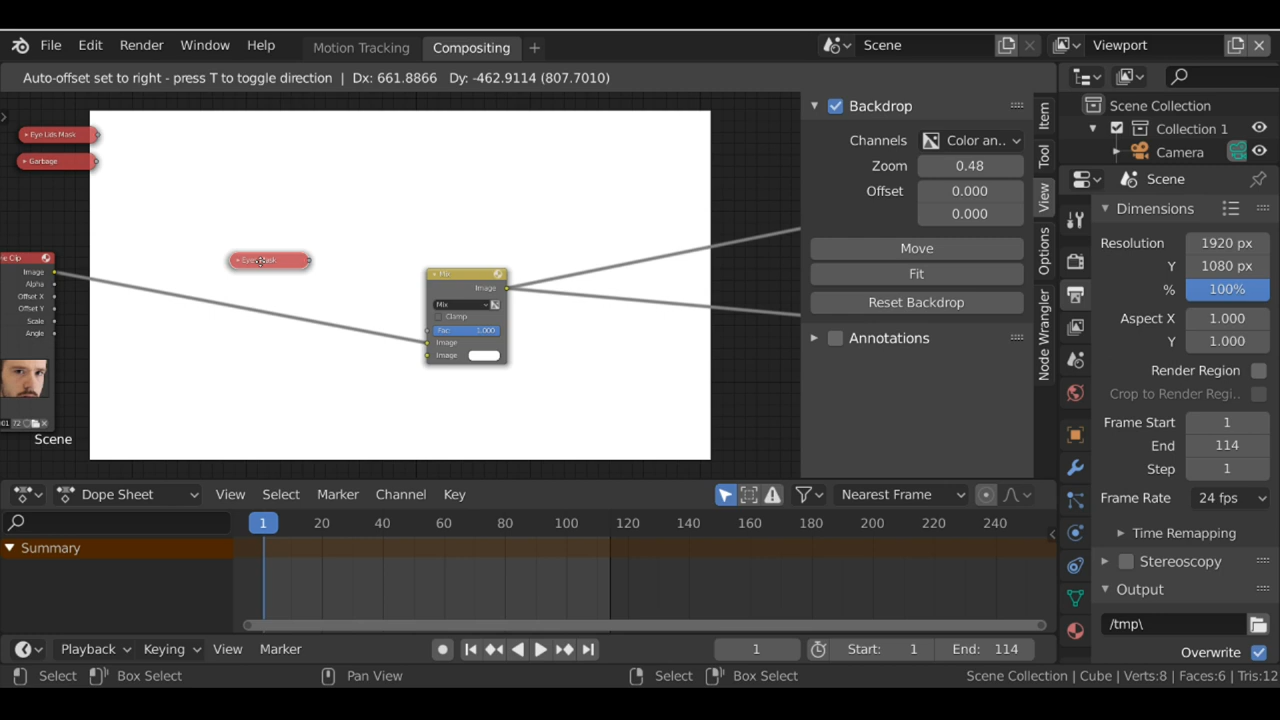 File Edit Render Window Help Motion Tracking Compositing + Scene Viewport
Auto-offset set to right - press T to toggle direction | Dx: 661.8866 Dy: -462.9114 (807.7010)
Eye Lids Mask
Garbage
Image
Alpha
Offset X
Offset Y
Scale
Angle
72
Scene
Mix
Image
Mix
Clamp
Fac: 1.000
Image
Image
Backdrop
Channels Color an..
Zoom 0.48
Offset 0.000
0.000
Move
Fit
Reset Backdrop
Annotations
Item
Tool
View
Options
Node Wrangler
Scene Collection
Collection 1
Camera
Scene
Dimensions
Resolution 1920 px
Y 1080 px
% 100%
Aspect X 1.000
Y 1.000
Render Region
Crop to Render Regi..
Frame Start 1
End 114
Step 1
Frame Rate 24 fps
Time Remapping
Stereoscopy
Output
/tmp\
Overwrite
Dope Sheet View Select Marker Channel Key Nearest Frame
1 20 40 60 80 100 120 140 160 180 200 220 240
Summary
Playback Keying View Marker 1 Start: 1 End: 114
Select Box Select Pan View Select Box Select Scene Collection | Cube | Verts:8 | Faces:6 | Tris:12